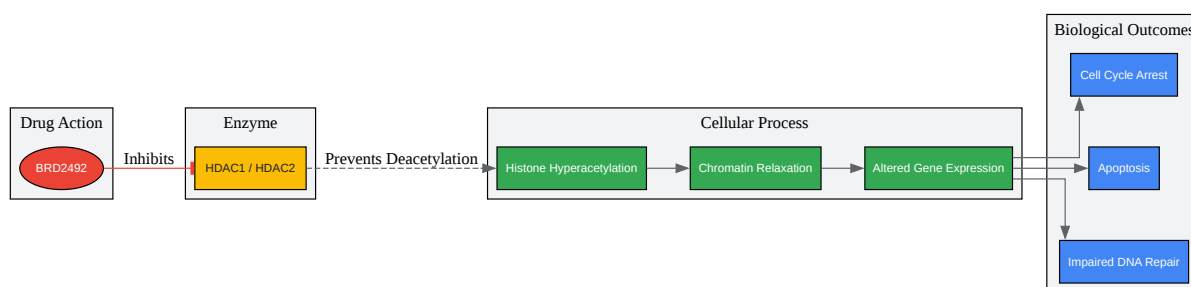 Drug Action
BRD2492
Inhibits
Enzyme
HDAC1 / HDAC2
Prevents Deacetylation
Cellular Process
Histone Hyperacetylation
Chromatin Relaxation
Altered Gene Expression
Biological Outcomes
Cell Cycle Arrest
Apoptosis
Impaired DNA Repair